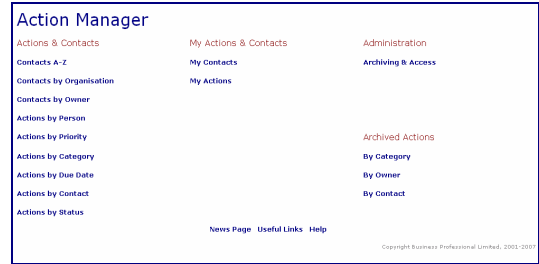 Action Manager
Actions & Contacts
Contacts A-Z
Contacts by Organisation
Contacts by Owner
Actions by Person
Actions by Priority
Actions by Category
Actions by Due Date
Actions by Contact
Actions by Status
My Actions & Contacts
My Contacts
My Actions
Administration
Archiving & Access
Archived Actions
By Category
By Owner
By Contact
News Page Useful Links Help
Copyright Business Professional Limited, 2001-2007